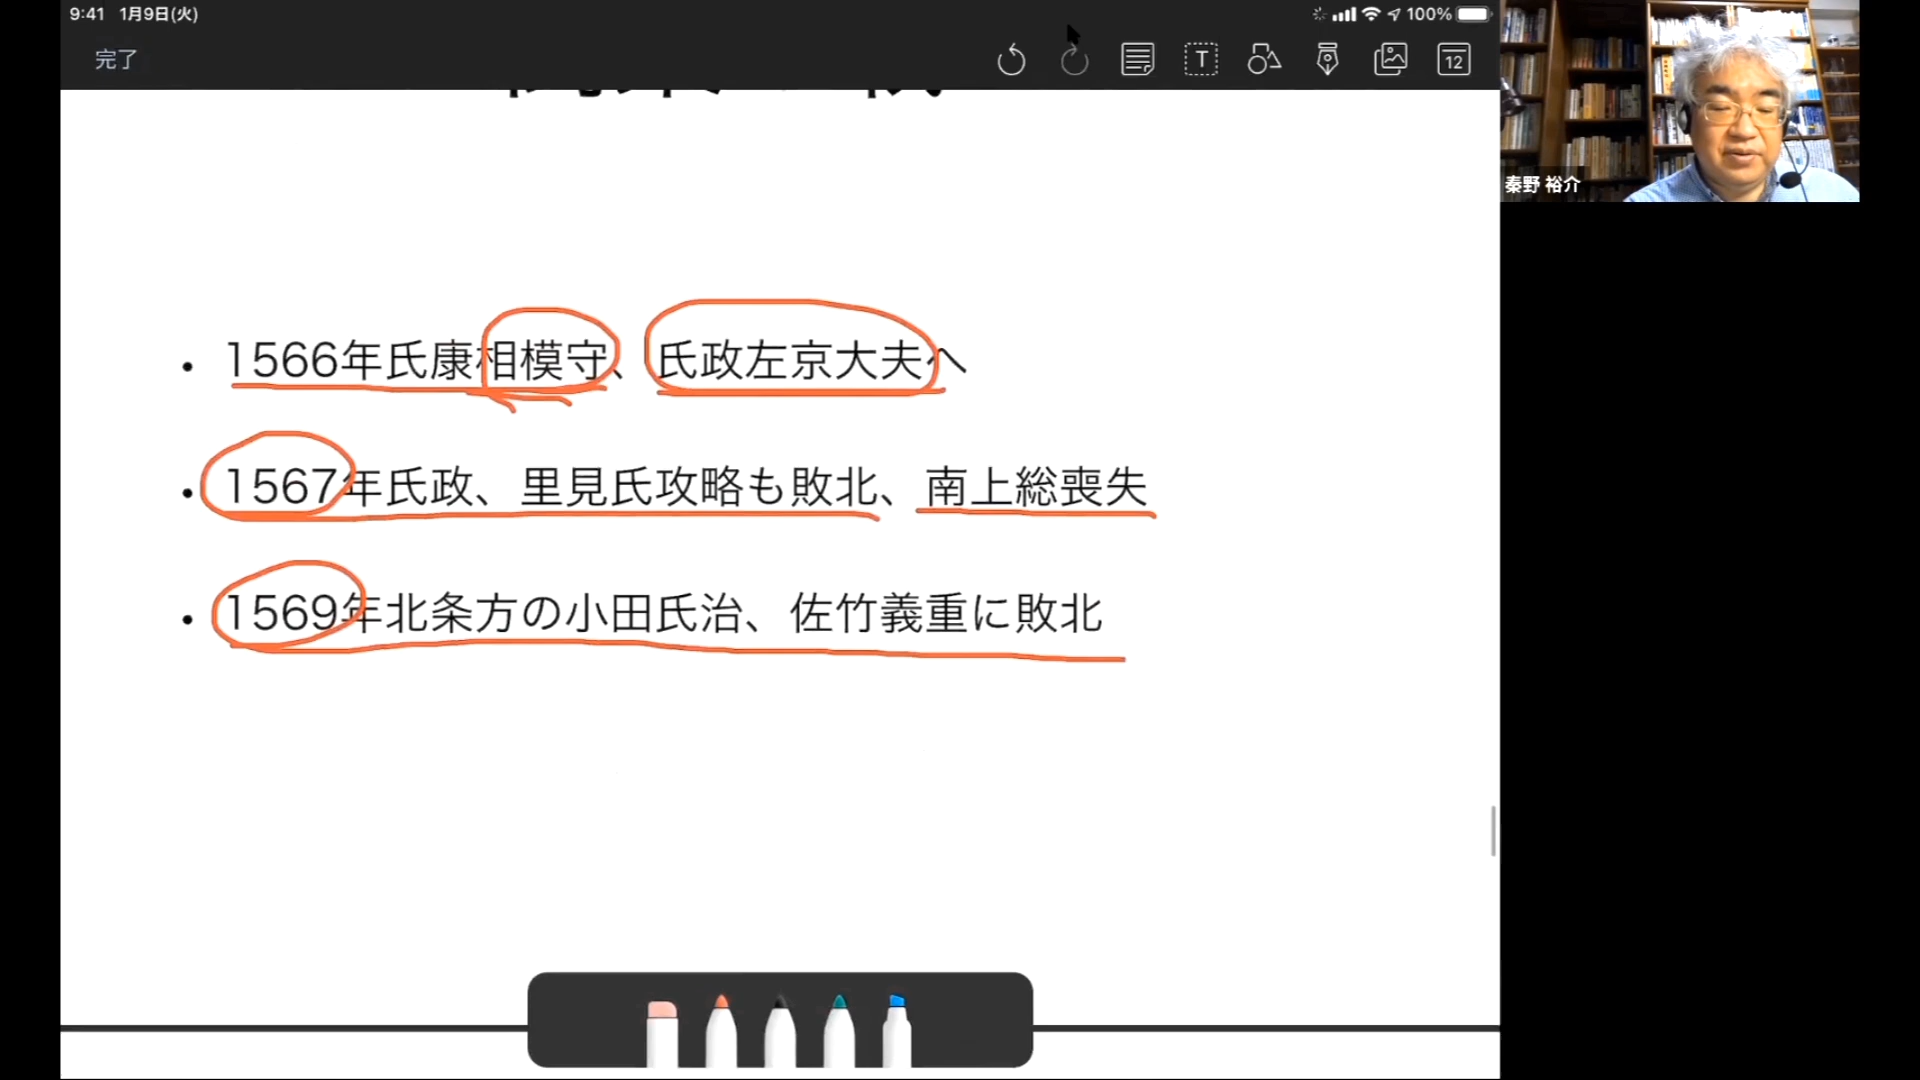 9:41 1月9日(火) 100%
完了 T 12
秦野 裕介
・1566年氏康相模守、氏政左京大夫へ
・1567年氏政、里見氏攻略も敗北、南上総喪失
・1569年北条方の小田氏治、佐竹義重に敗北